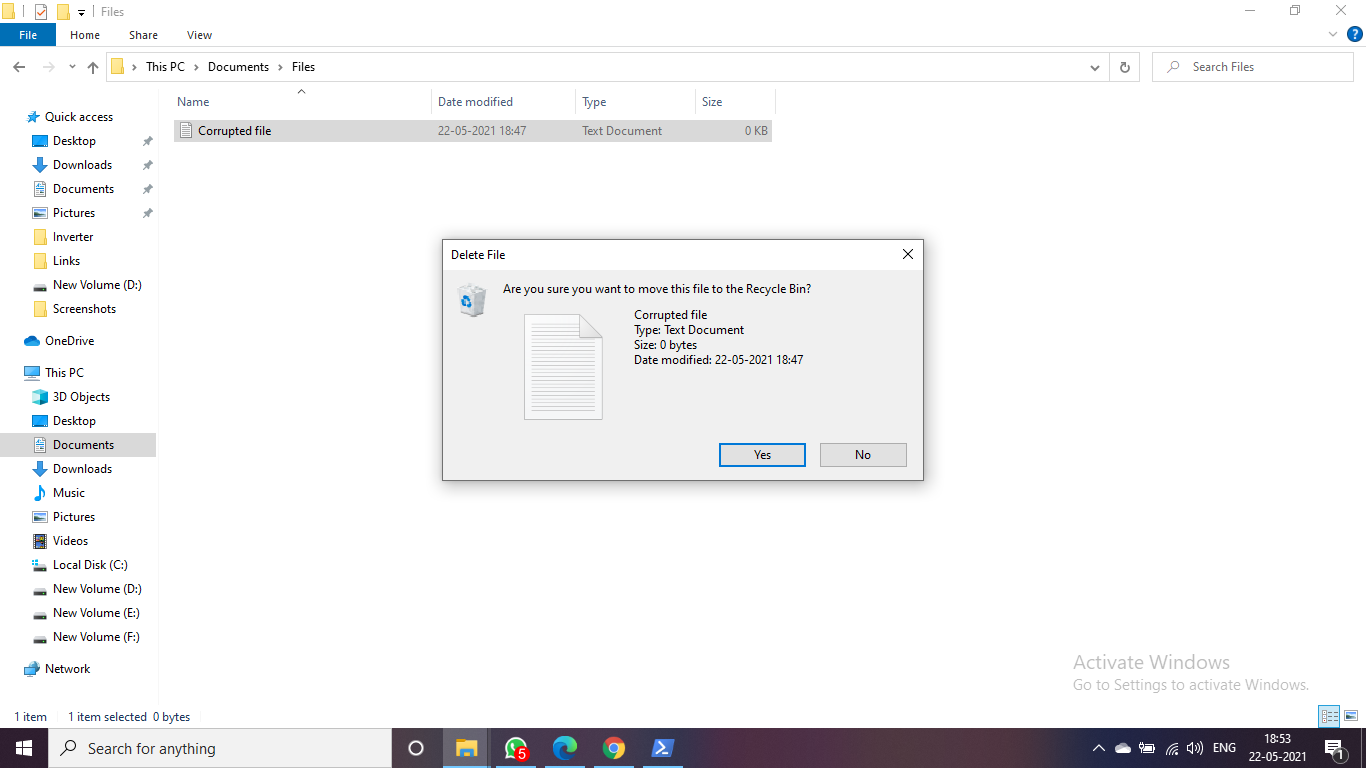 Files
File
Home
Share
View
?
This PC
Documents
Files
Search Files
Name
Date modified
Type
Size
Corrupted file
22-05-2021 18:47
Text Document
0 KB
Quick access
Desktop
Downloads
Documents
Pictures
Inverter
Links
New Volume (D:)
Screenshots
OneDrive
This PC
3D Objects
Desktop
Documents
Downloads
Music
Pictures
Videos
Local Disk (C:)
New Volume (D:)
New Volume (E:)
New Volume (F:)
Network
Delete File
Are you sure you want to move this file to the Recycle Bin?
Corrupted file
Type: Text Document
Size: 0 bytes
Date modified: 22-05-2021 18:47
Yes
No
Activate Windows
Go to Settings to activate Windows.
1 item
1 item selected 0 bytes
Search for anything
5
ENG
18:53
22-05-2021
1